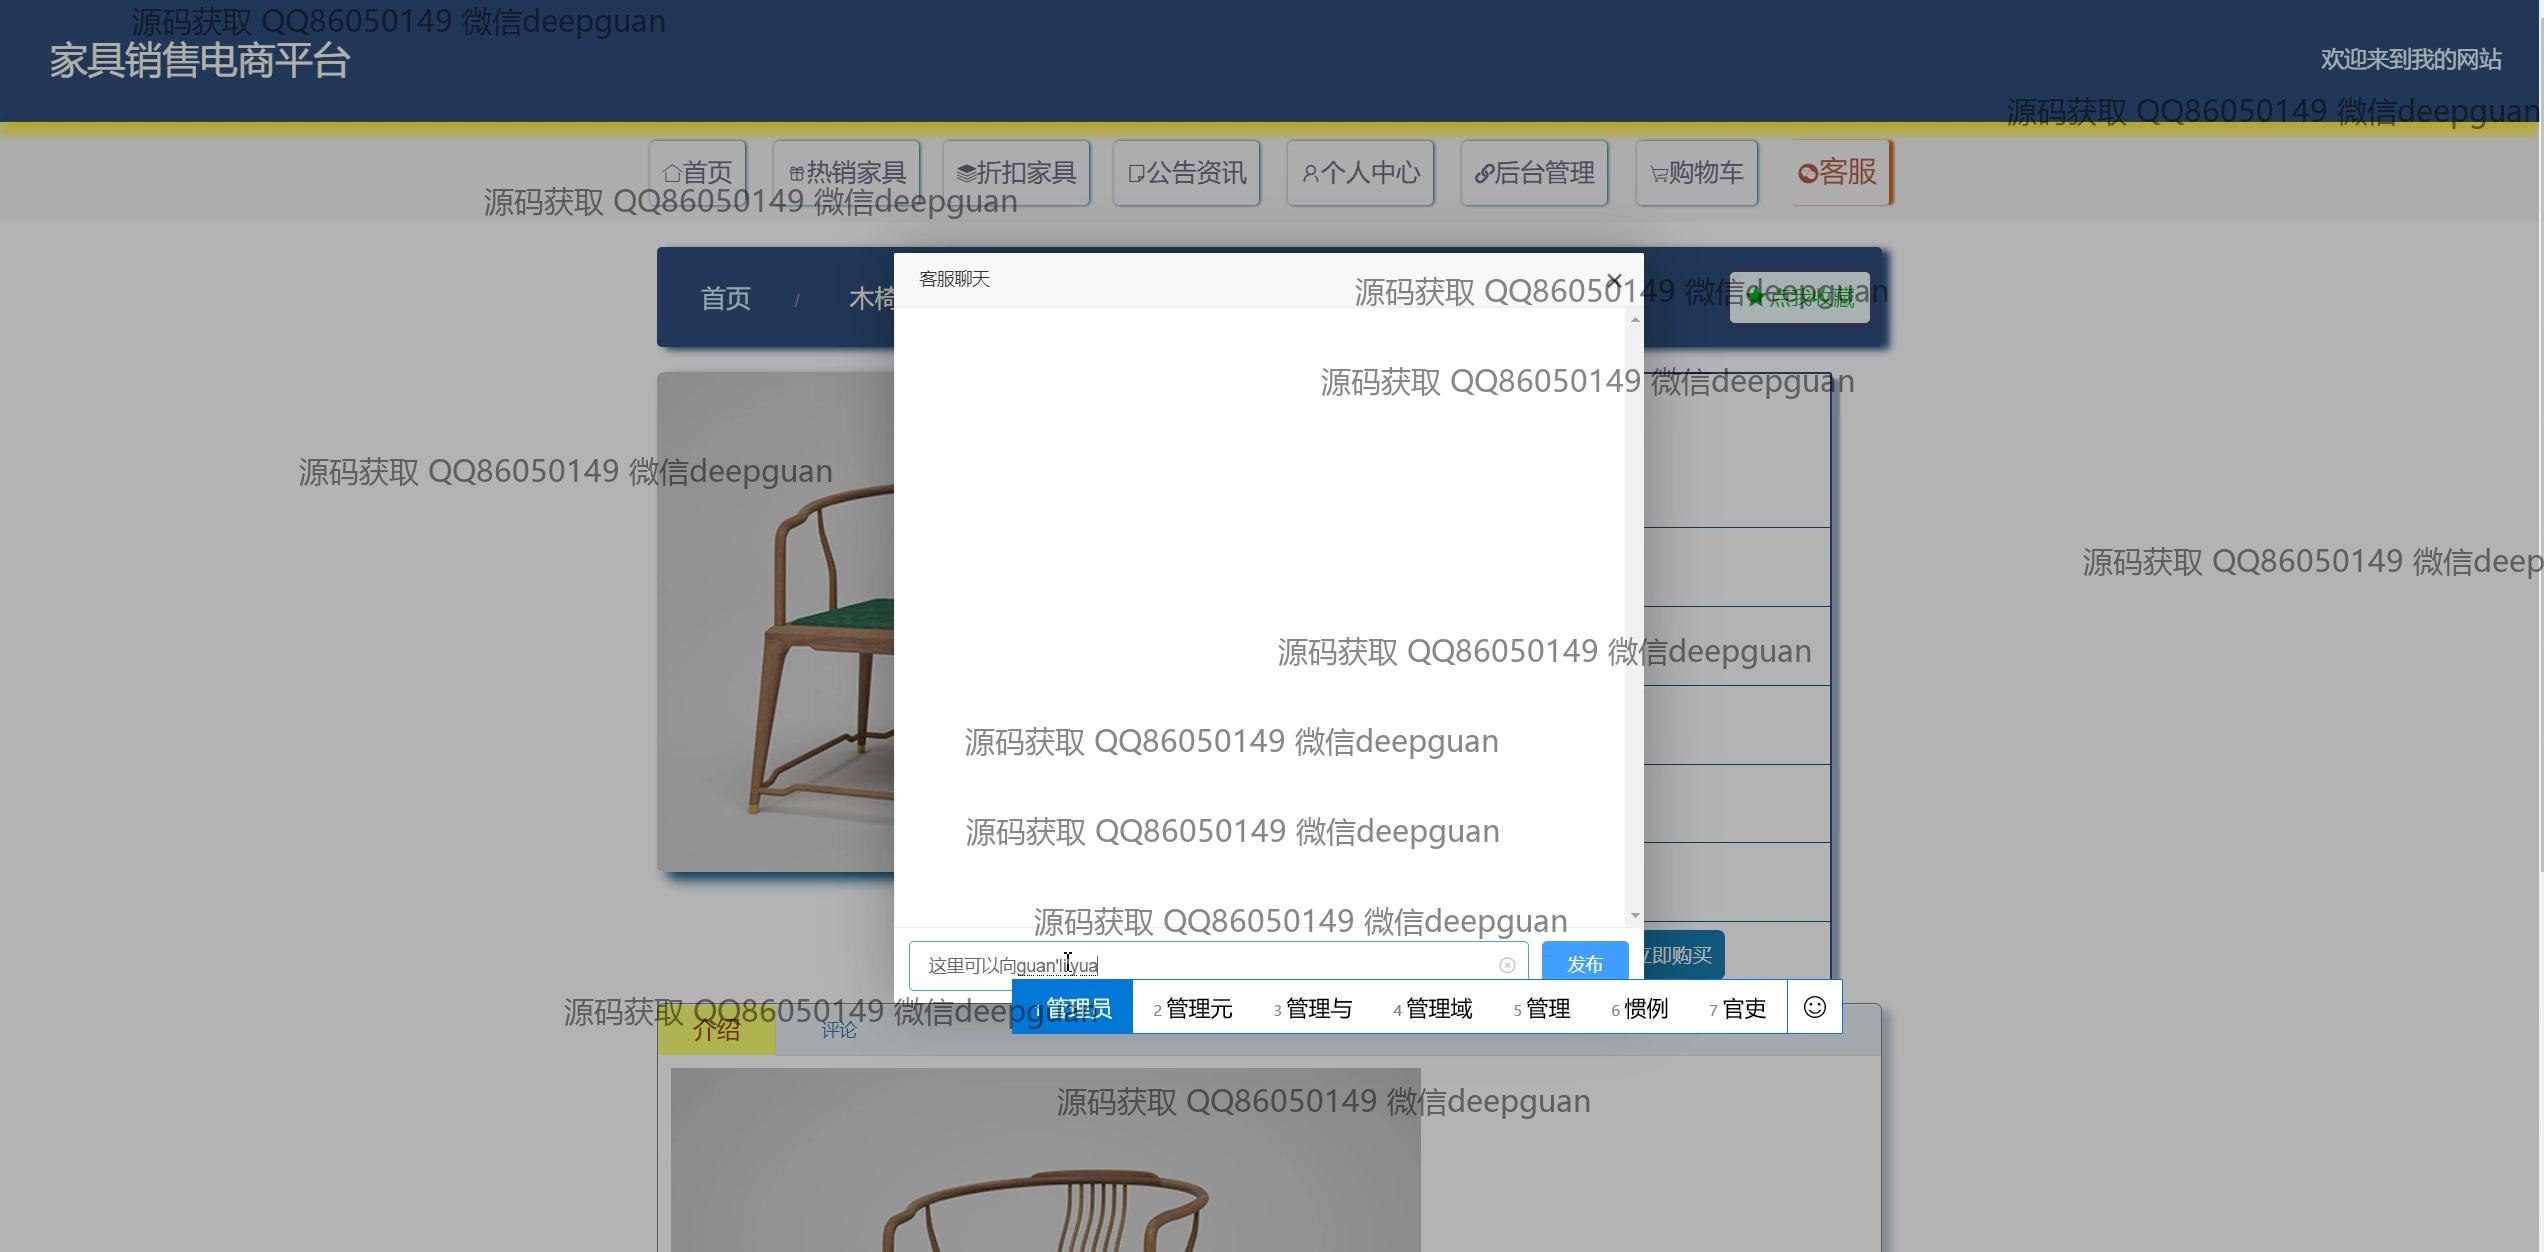 源码获取 QQ86050149 微信deepguan
家具销售电商平台
欢迎来到我的网站
源码获取 QQ86050149 微信deepguan
首页
热销家具
折扣家具
公告资讯
个人中心
后台管理
购物车
客服
源码获取 QQ86050149 微信deepguan
客服聊天
首页 / 木椅
源码获取 QQ86050149 微信deepguan
点我收藏
源码获取 QQ86050149 微信deepguan
源码获取 QQ86050149 微信deepguan
源码获取 QQ86050149 微信deep
源码获取 QQ86050149 微信deepguan
源码获取 QQ86050149 微信deepguan
源码获取 QQ86050149 微信deepguan
源码获取 QQ86050149 微信deepguan
这里可以向guan'li'yua
发布
立即购买
源码获取 QQ86050149 微信deepguan
1 管理员 2 管理元 3 管理与 4 管理域 5 管理 6 惯例 7 官吏
介绍
评论
源码获取 QQ86050149 微信deepguan